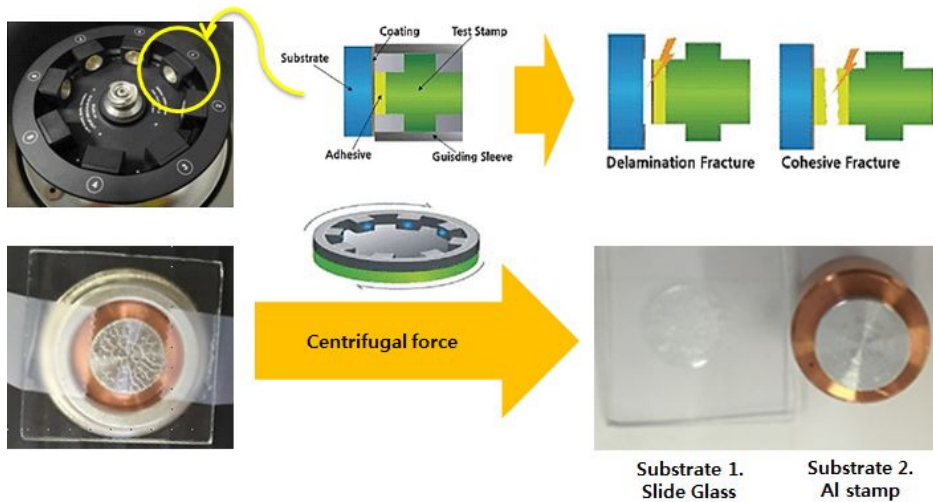 Coating
Test Stamp
Substrate
Adhesive
Guisding Sleeve
Delamination Fracture
Cohesive Fracture
Centrifugal force
Substrate 1.
Slide Glass
Substrate 2.
Al stamp